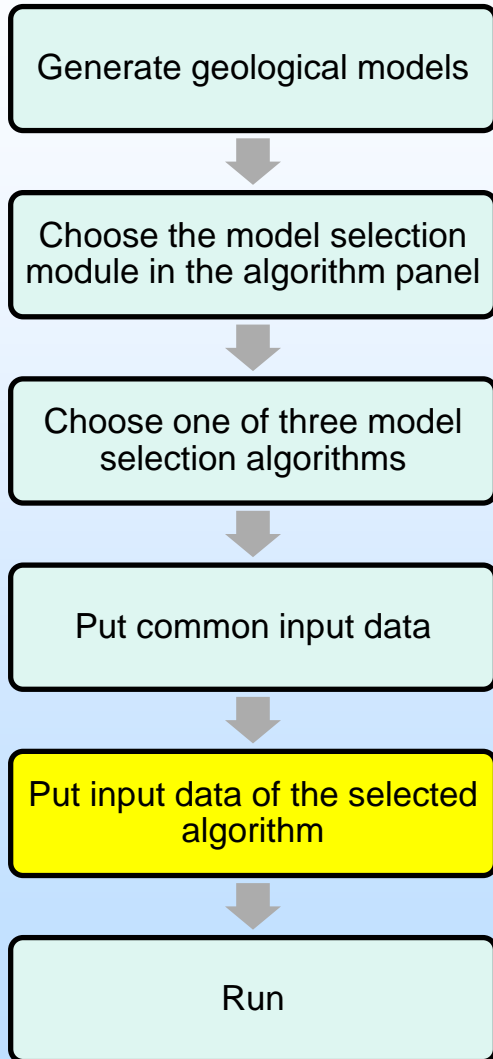 Generate geological models
Choose the model selection
module in the algorithm panel
Choose one of three model
selection algorithms
Put common input data
Put input data of the selected
algorithm
Run